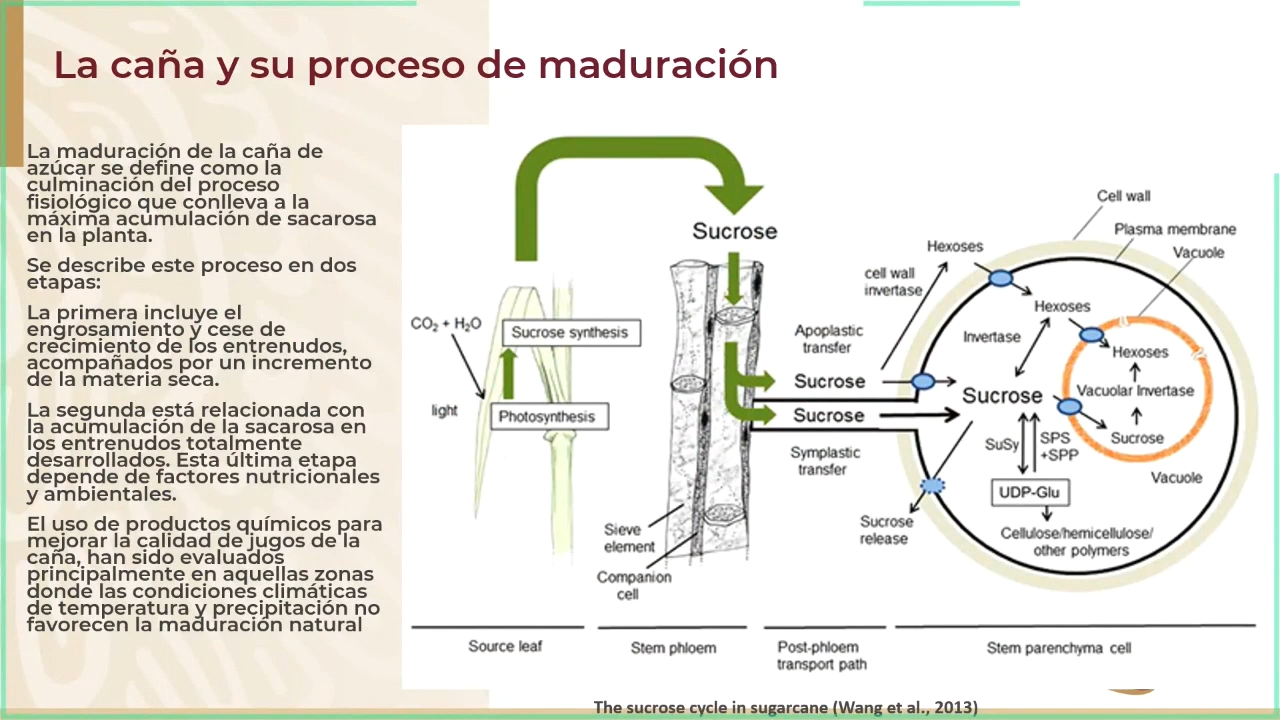 La caña y su proceso de maduración
La maduración de la caña de
azúcar se define como la
culminación del proceso
fisiológico que conlleva a la
máxima acumulación de sacarosa
en la planta.
Se describe este proceso en dos
etapas:
La primera incluye el
engrosamiento y cese de
crecimiento de los entrenudos,
acompañados por un incremento
de la materia seca.
La segunda está relacionada con
la acumulación de la sacarosa en
los entrenudos totalmente
desarrollados. Esta última etapa
depende de factores nutricionales
y ambientales.
El uso de productos químicos para
mejorar la calidad de jugos de la
caña, han sido evaluados
principalmente en aquellas zonas
donde las condiciones climáticas
de temperatura y precipitación no
favorecen la maduración natural
Sucrose
CO₂ + H₂O
light
Sucrose synthesis
Photosynthesis
Sieve
element
Companion
cell
Apoplastic
transfer
Sucrose
Sucrose
Symplastic
transfer
Hexoses
cell wall
invertase
Cell wall
Plasma membrane
Vacuole
Hexoses
Invertase
Hexoses
Vacuolar Invertase
Sucrose
Sucrose
SuSy
SPS
+SPP
UDP-Glu
Vacuole
Cellulose/hemicellulose/
other polymers
Sucrose
release
Source leaf
Stem phloem
Post-phloem
transport path
Stem parenchyma cell
The sucrose cycle in sugarcane (Wang et al., 2013)